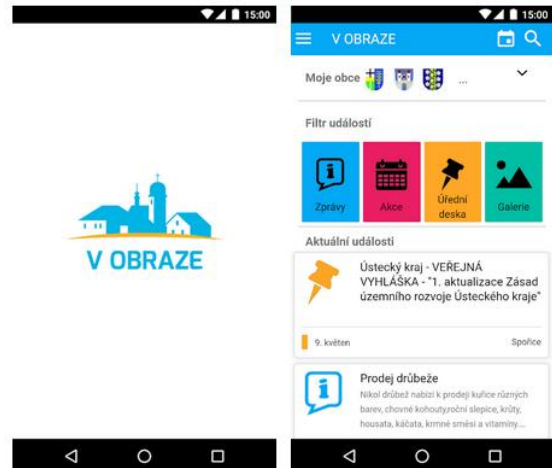 15:00
V OBRAZE
15:00
V OBRAZE
Moje obce
...
Filtr událostí
Zprávy
Akce
Úřední
deska
Galerie
Aktuální události
Ústecký kraj - VEŘEJNÁ
VYHLÁŠKA - "1. aktualizace Zásad
územního rozvoje Ústeckého kraje"
9. květen
Spořice
Prodej drůbeže
Nikol drůbež nabízí k prodeji kuřice různých
barev, chovné kohouty,roční slepice, krůty,
housata, káčata, krmné směsi a vitamíny....